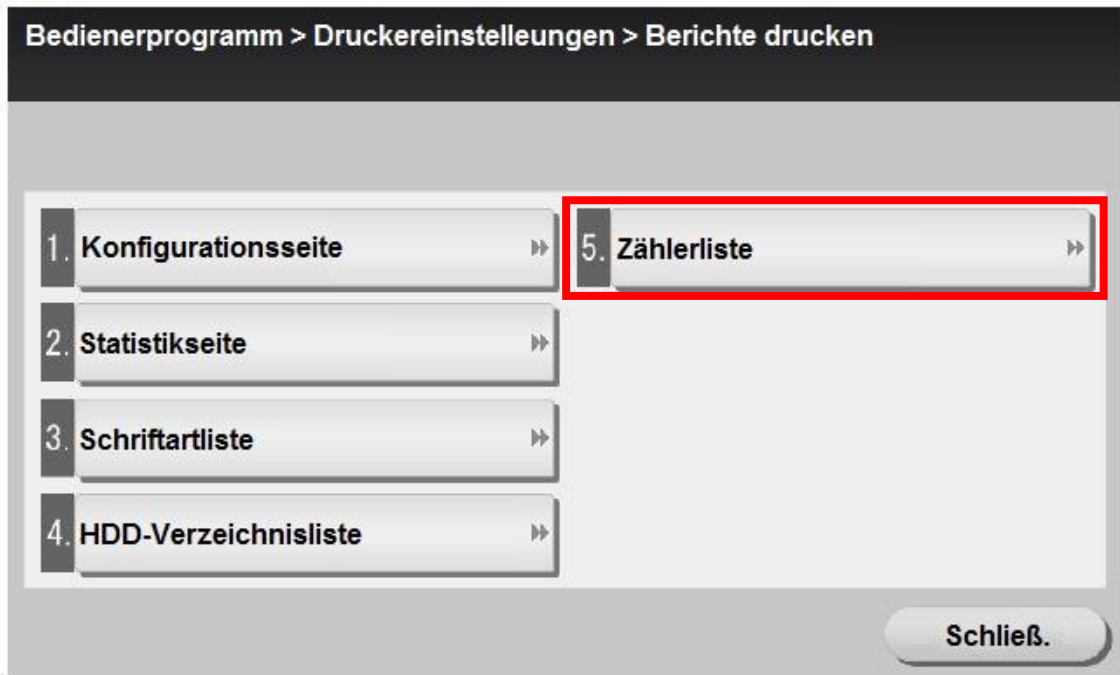 Bedienerprogramm > Druckereinstelleungen > Berichte drucken
1. Konfigurationsseite
2. Statistikseite
3. Schriftartliste
4. HDD-Verzeichnisliste
5. Zählerliste
Schließ.